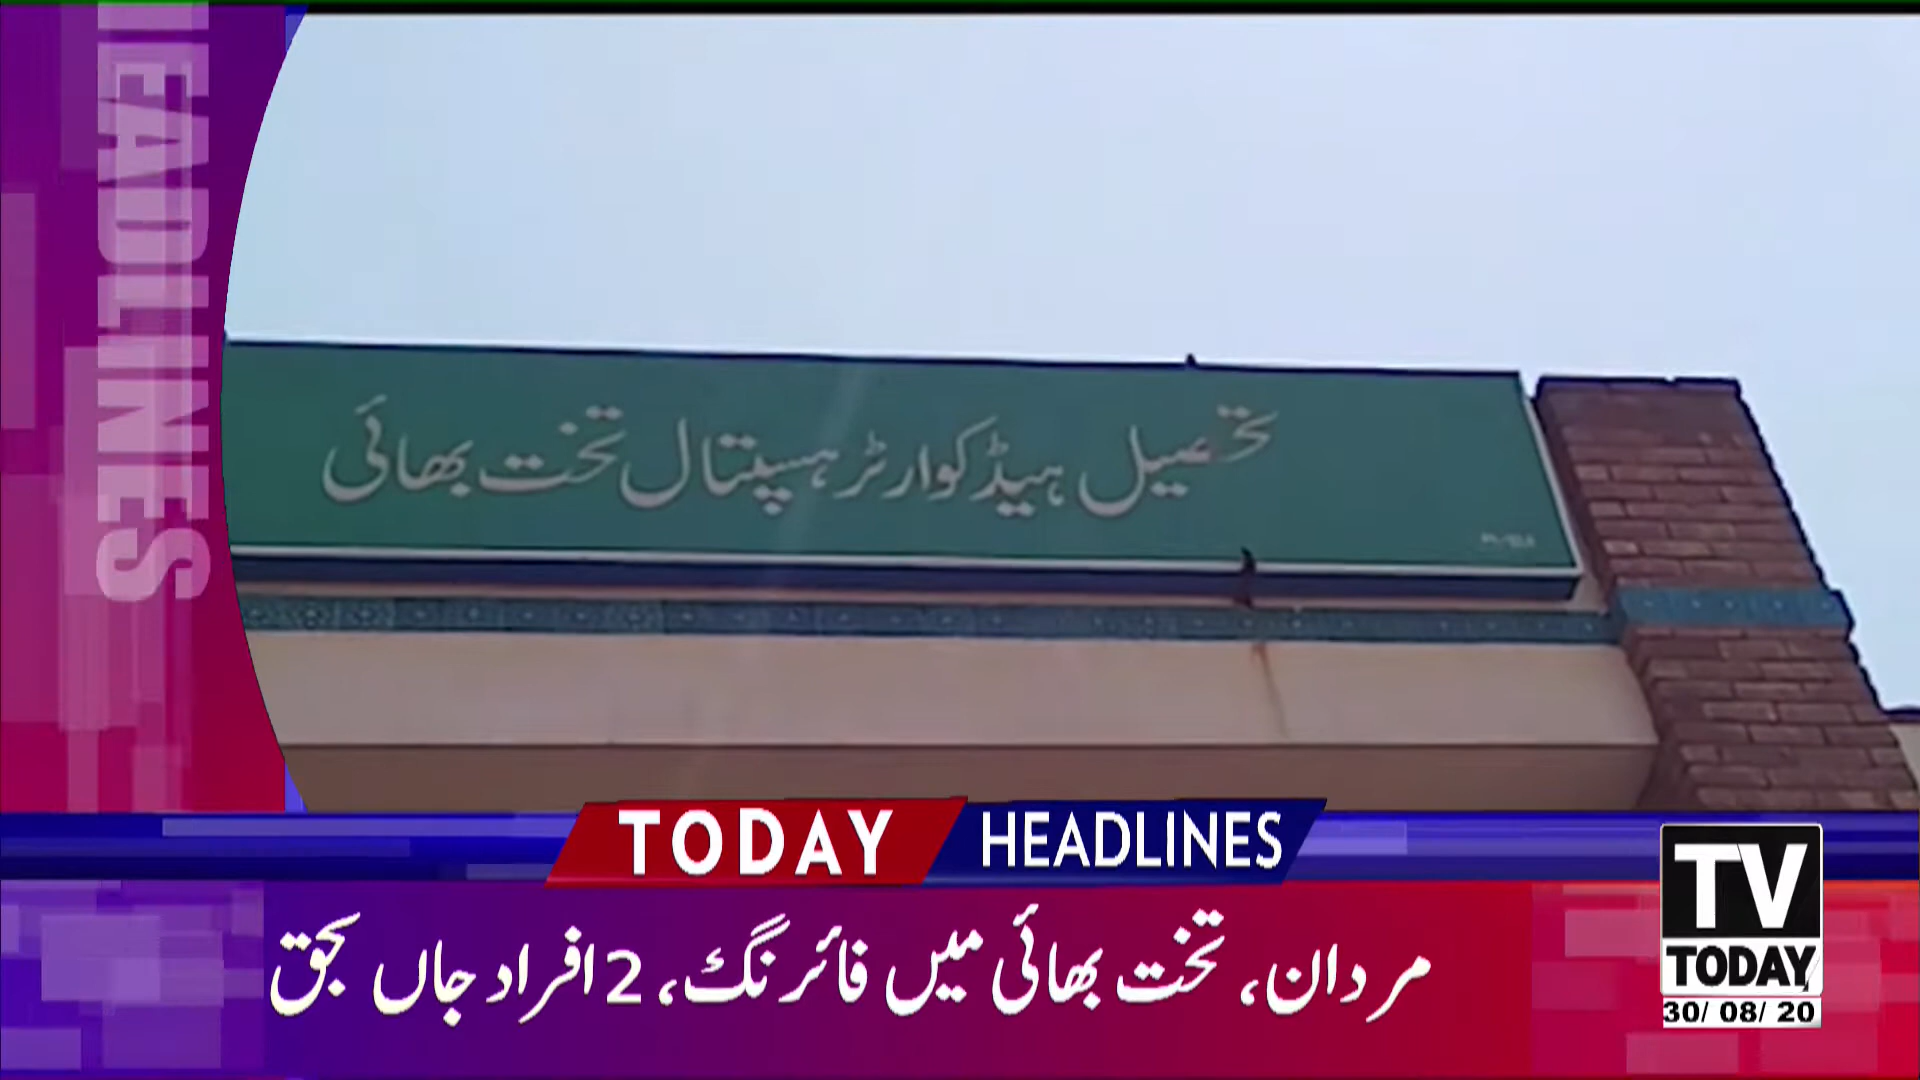 HEADLINES
تحصیل ہیڈکوارٹر ہسپتال تخت بھائی
TODAY HEADLINES
مردان، تخت بھائی میں فائرنگ، 2 افراد جاں بحق
TV
TODAY
30/ 08/ 20